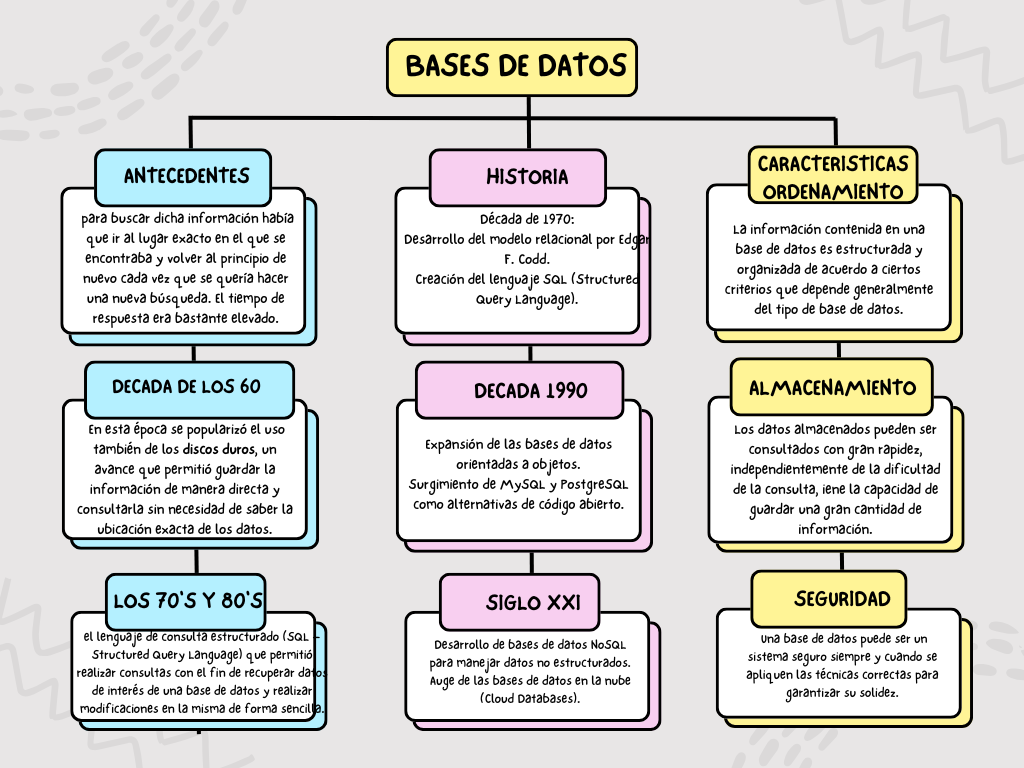 BASES DE DATOS
ANTECEDENTES
para buscar dicha información había
que ir al lugar exacto en el que se
encontraba y volver al principio de
nuevo cada vez que se quería hacer
una nueva búsqueda. El tiempo de
respuesta era bastante elevado.
DECADA DE LOS 60
En esta época se popularizó el uso
también de los discos duros, un
avance que permitió guardar la
información de manera directa y
consultarla sin necesidad de saber la
ubicación exacta de los datos.
LOS 70'S Y 80'S
el lenguaje de consulta estructurado (SQL –
Structured Query Language) que permitió
realizar consultas con el fin de recuperar datos
de interés de una base de datos y realizar
modificaciones en la misma de forma sencilla.
HISTORIA
Década de 1970:
Desarrollo del modelo relacional por Edgar
F. Codd.
Creación del lenguaje SQL (Structured
Query Language).
DECADA 1990
Expansión de las bases de datos
orientadas a objetos.
Surgimiento de MySQL y PostgreSQL
como alternativas de código abierto.
SIGLO XXI
Desarrollo de bases de datos NoSQL
para manejar datos no estructurados.
Auge de las bases de datos en la nube
(Cloud Databases).
CARACTERISTICAS
ORDENAMIENTO
La información contenida en una
base de datos es estructurada y
organizada de acuerdo a ciertos
criterios que depende generalmente
del tipo de base de datos.
ALMACENAMIENTO
Los datos almacenados pueden ser
consultados con gran rapidez,
independientemente de la dificultad
de la consulta, iene la capacidad de
guardar una gran cantidad de
información.
SEGURIDAD
Una base de datos puede ser un
sistema seguro siempre y cuando se
apliquen las técnicas correctas para
garantizar su solidez.